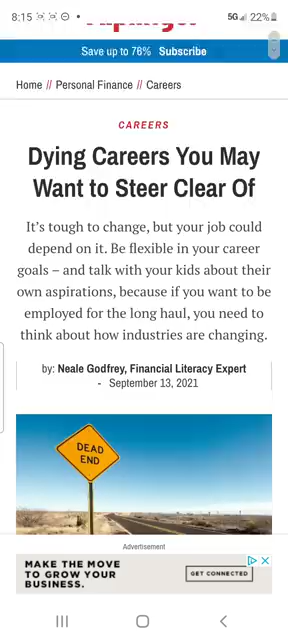 8:15
5G
22%
Save up to 76% Subscribe
Home // Personal Finance // Careers
CAREERS
Dying Careers You May
Want to Steer Clear Of
It's tough to change, but your job could
depend on it. Be flexible in your career
goals – and talk with your kids about their
own aspirations, because if you want to be
employed for the long haul, you need to
think about how industries are changing.
by: Neale Godfrey, Financial Literacy Expert
- September 13, 2021
DEAD
END
Advertisement
MAKE THE MOVE
TO GROW YOUR
BUSINESS.
GET CONNECTED